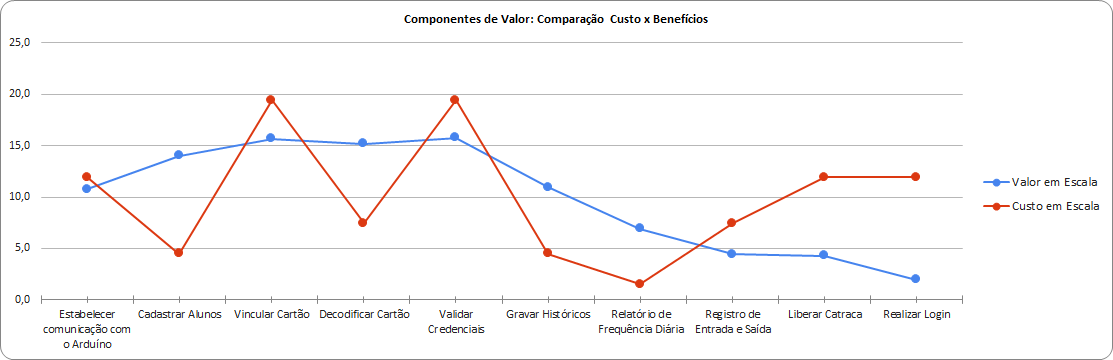 Componentes de Valor: Comparação  Custo x Benefícios
25,0
20,0
15,0
10,0
5,0
0,0
Estabelecer
comunicação com
o Arduíno
Cadastrar Alunos
Vincular Cartão
Decodificar Cartão
Validar
Credenciais
Gravar Históricos
Relatório de
Frequência Diária
Registro de
Entrada e Saída
Liberar Catraca
Realizar Login
Valor em Escala
Custo em Escala